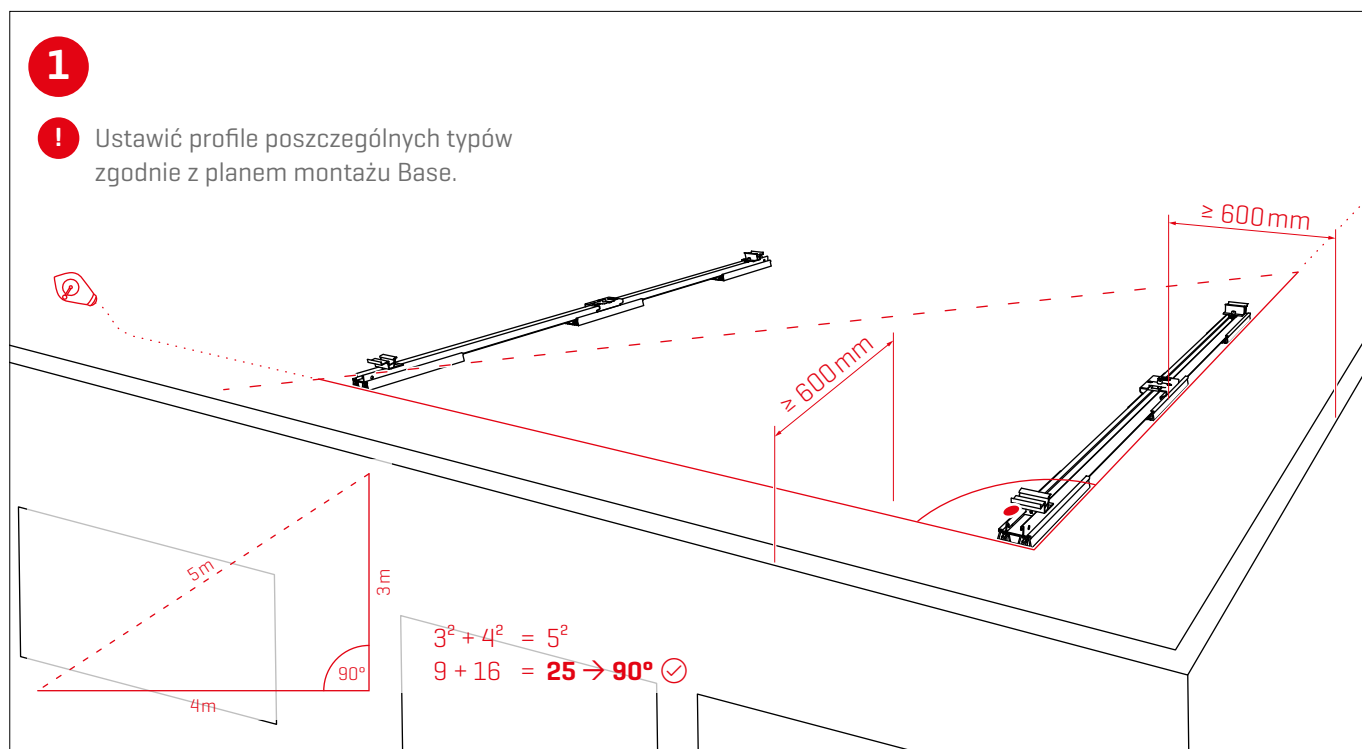 1
! Ustawić profile poszczególnych typów
zgodnie z planem montażu Base.
≥ 600 mm
≥ 600 mm
5m
3m
90°
4m
3² + 4² = 5²
9 + 16 = 25 → 90°